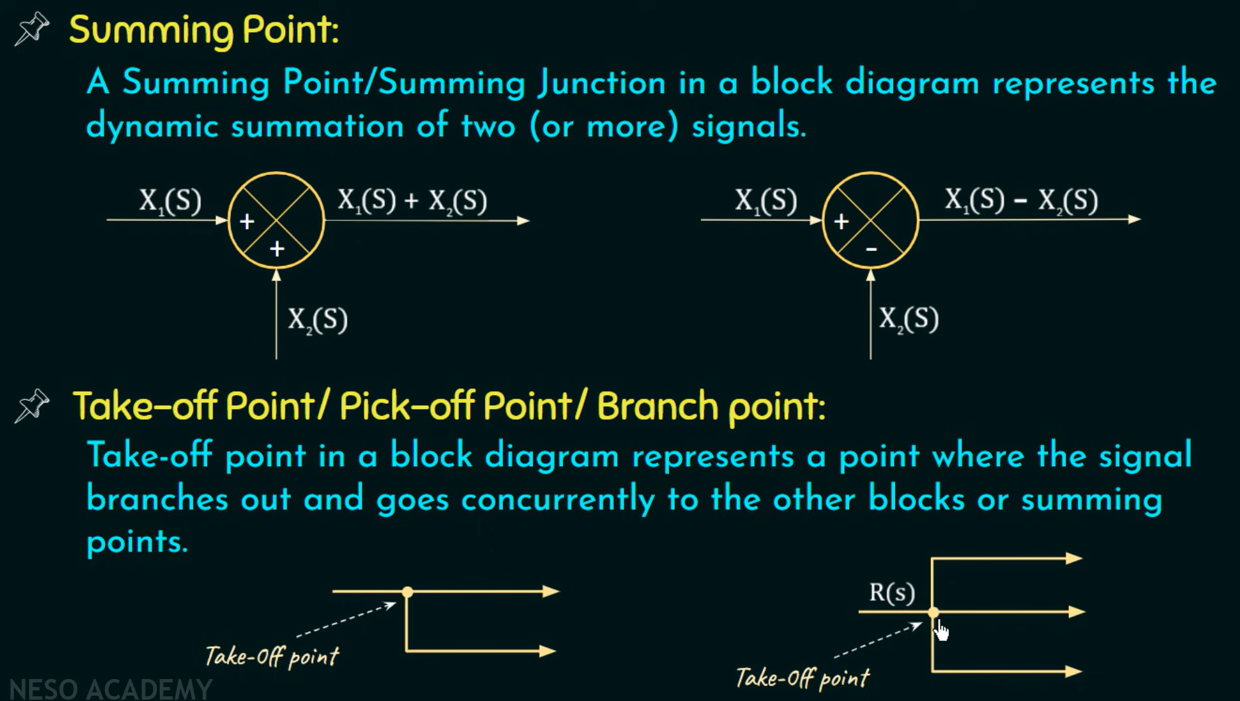 Summing Point:
A Summing Point/Summing Junction in a block diagram represents the
dynamic summation of two (or more) signals.
X₁(S)
X₁(S) + X₂(S)
+
+
X₂(S)
X₁(S)
X₁(S) – X₂(S)
+
-
X₂(S)
Take-off Point/ Pick-off Point/ Branch point:
Take-off point in a block diagram represents a point where the signal
branches out and goes concurrently to the other blocks or summing
points.
Take-Off point
R(s)
Take-Off point
NESO ACADEMY